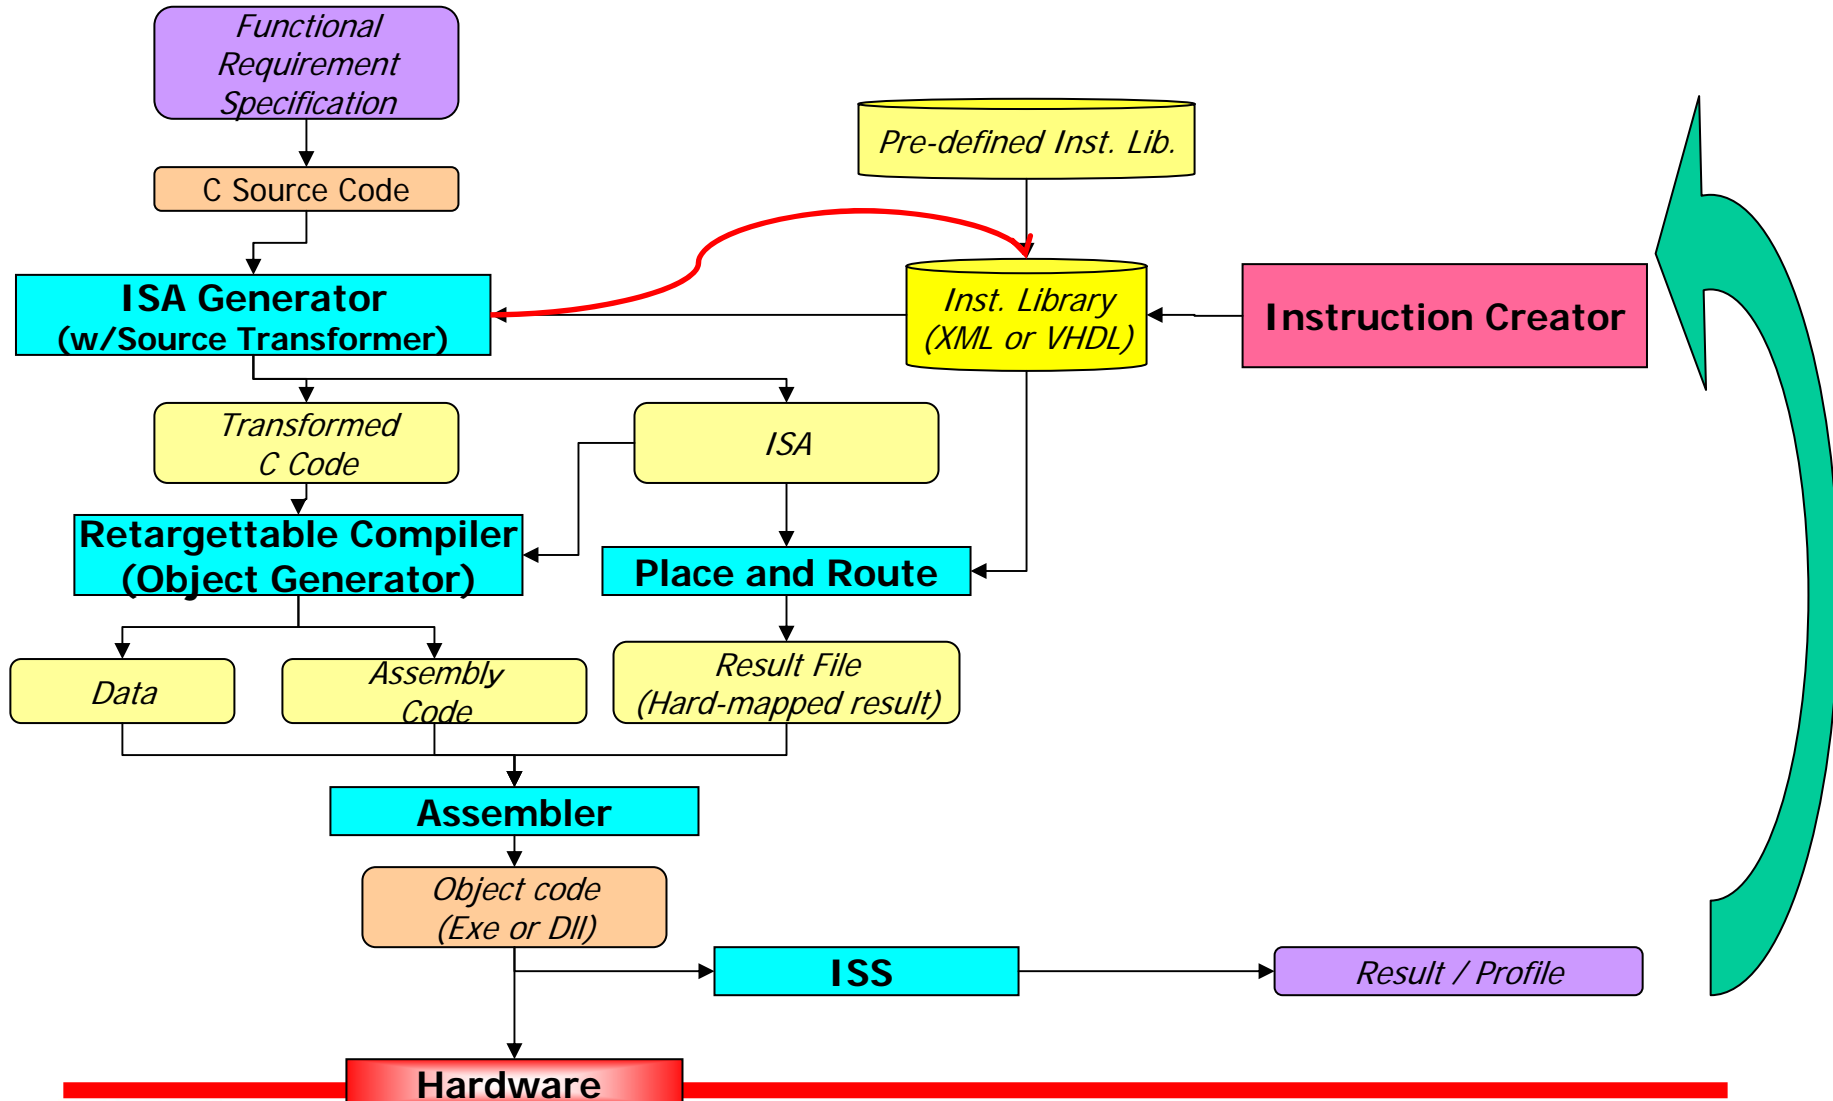 Functional
Requirement
Specification
Pre-defined Inst. Lib.
C Source Code
ISA Generator
(w/Source Transformer)
Inst. Library
(XML or VHDL)
Instruction Creator
Transformed
C Code
ISA
Retargettable Compiler
(Object Generator)
Place and Route
Data
Assembly
Code
Result File
(Hard-mapped result)
Assembler
Object code
(Exe or Dll)
ISS
Result / Profile
Hardware